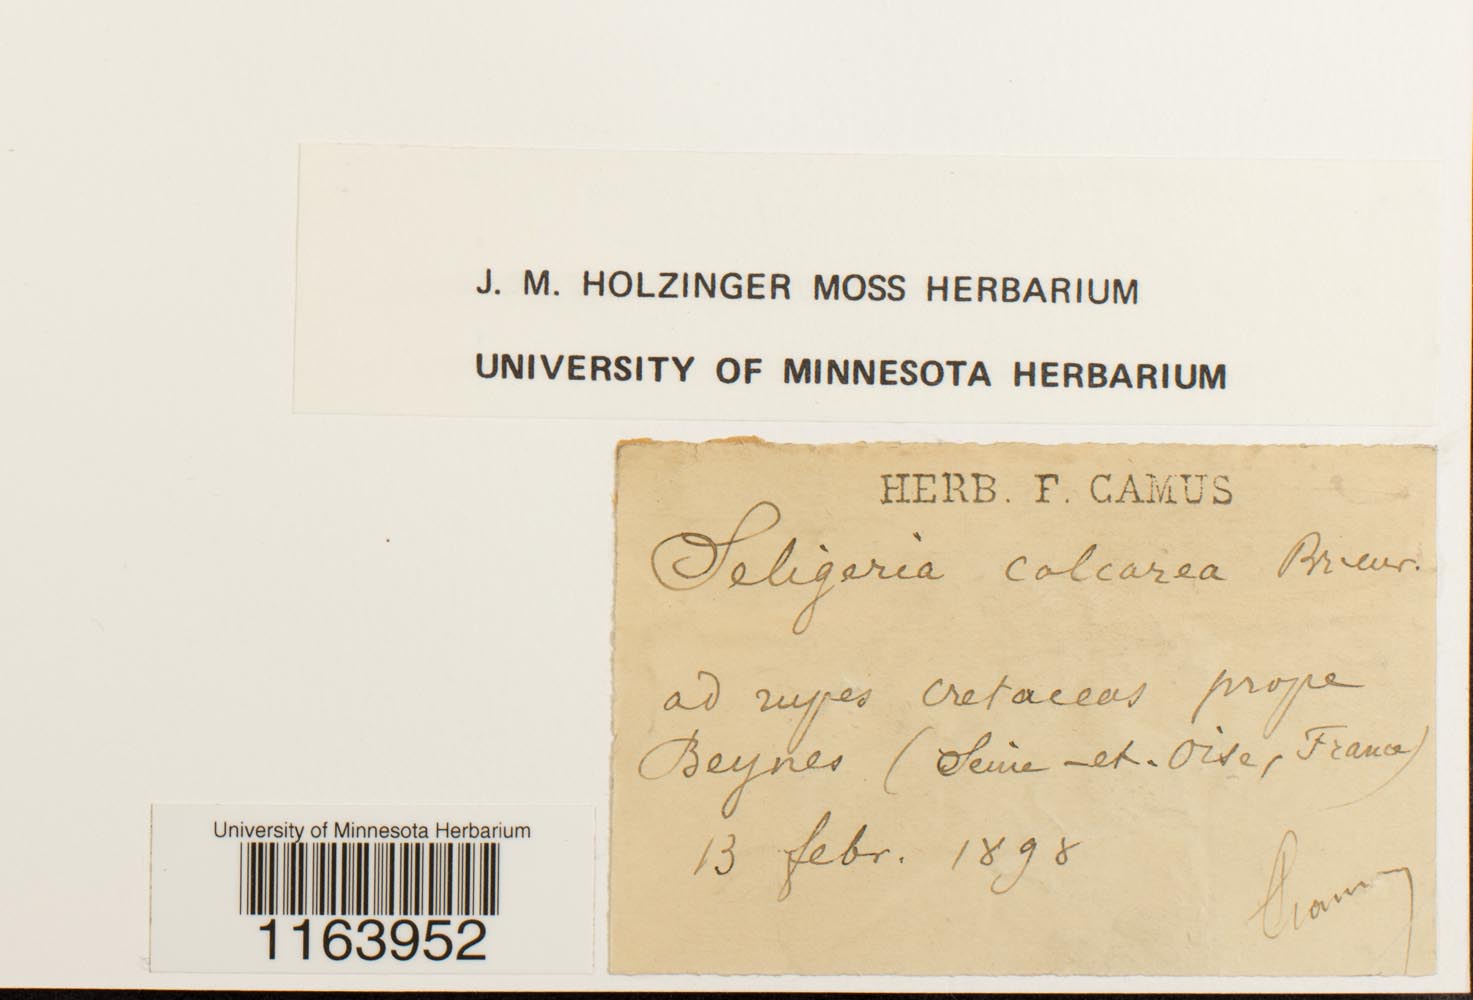 J. M. HOLZINGER MOSS HERBARIUM
UNIVERSITY OF MINNESOTA HERBARIUM
HERB. F. CAMUS
Seligeria calcarea
ad rupes cretaceas prope
Beynes (Seine-et-Oise, France)
13 febr. 1898
Camus
University of Minnesota Herbarium
1163952